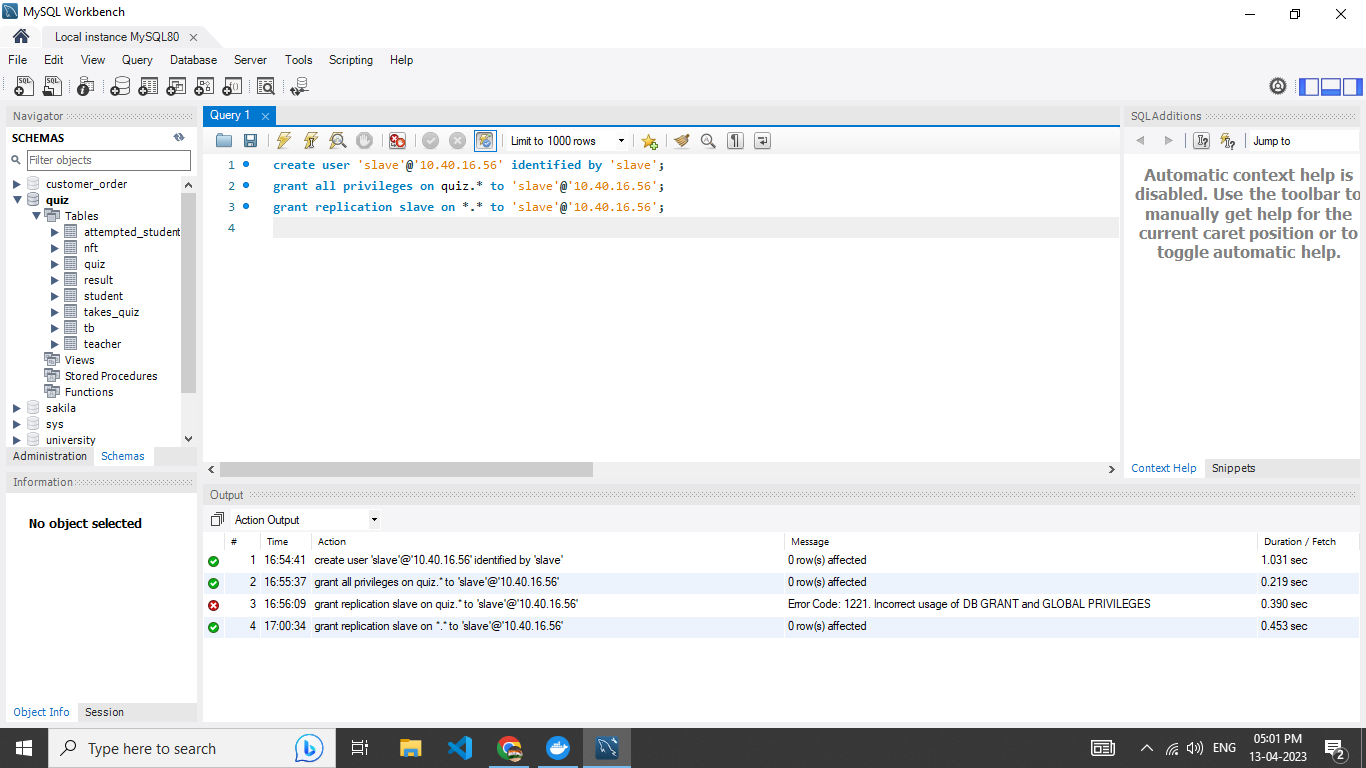 MySQL Workbench
Local instance MySQL80
File Edit View Query Database Server Tools Scripting Help
Navigator
SCHEMAS
Filter objects
customer_order
quiz
Tables
attempted_student
nft
quiz
result
student
takes_quiz
tb
teacher
Views
Stored Procedures
Functions
sakila
sys
university
Administration Schemas
Information
No object selected
Object Info Session
Query 1
Limit to 1000 rows
1 create user 'slave'@'10.40.16.56' identified by 'slave';
2 grant all privileges on quiz.* to 'slave'@'10.40.16.56';
3 grant replication slave on *.* to 'slave'@'10.40.16.56';
4
SQLAdditions
Jump to
Automatic context help is
disabled. Use the toolbar to
manually get help for the
current caret position or to
toggle automatic help.
Context Help Snippets
Output
Action Output
# Time Action Message Duration / Fetch
1 16:54:41 create user 'slave'@'10.40.16.56' identified by 'slave' 0 row(s) affected 1.031 sec
2 16:55:37 grant all privileges on quiz.* to 'slave'@'10.40.16.56' 0 row(s) affected 0.219 sec
3 16:56:09 grant replication slave on quiz.* to 'slave'@'10.40.16.56' Error Code: 1221. Incorrect usage of DB GRANT and GLOBAL PRIVILEGES 0.390 sec
4 17:00:34 grant replication slave on *.* to 'slave'@'10.40.16.56' 0 row(s) affected 0.453 sec
Type here to search
ENG
05:01 PM
13-04-2023
2